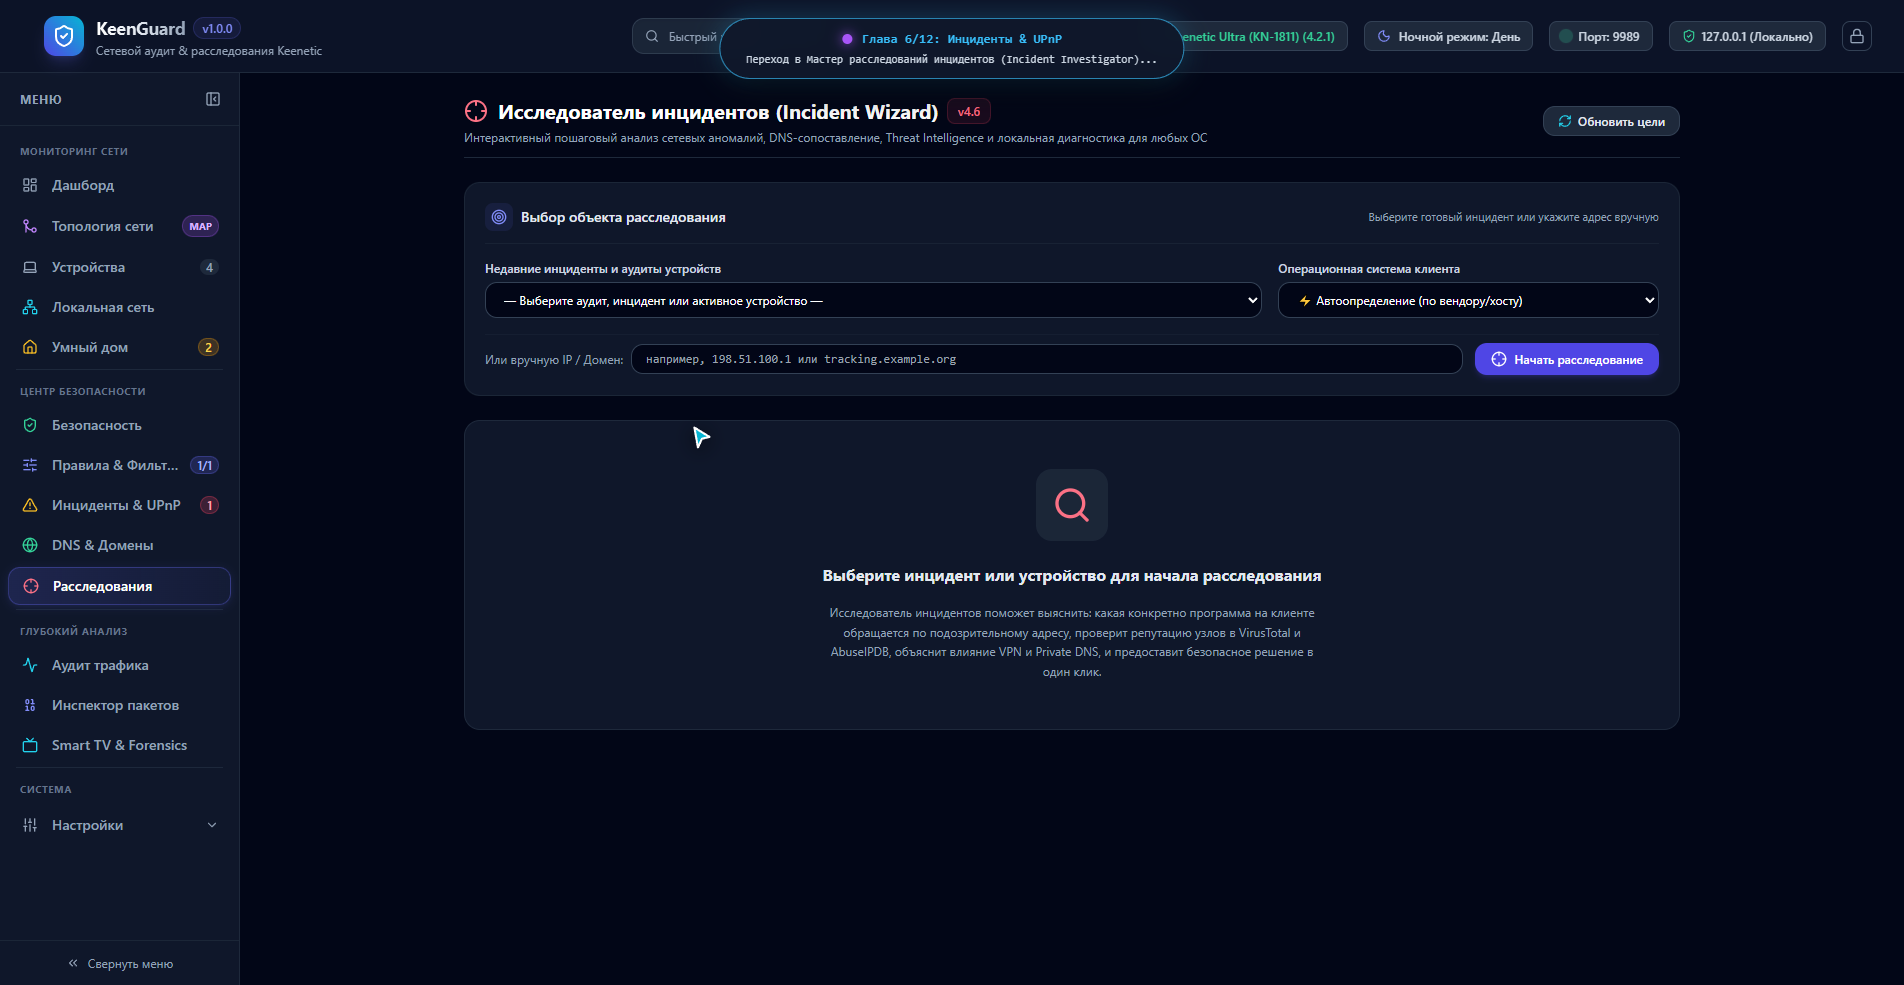 KeenGuard v1.0.0
Сетевой аудит & расследования Keenetic
Быстрый
Глава 6/12: Инциденты & UPnP
Переход в Мастер расследований инцидентов (Incident Investigator)...
enetic Ultra (KN-1811) (4.2.1)
Ночной режим: День
Порт: 9989
127.0.0.1 (Локально)
МЕНЮ
МОНИТОРИНГ СЕТИ
Дашборд
Топология сети MAP
Устройства 4
Локальная сеть
Умный дом 2
ЦЕНТР БЕЗОПАСНОСТИ
Безопасность
Правила & Фильт... 1/1
Инциденты & UPnP 1
DNS & Домены
Расследования
ГЛУБОКИЙ АНАЛИЗ
Аудит трафика
Инспектор пакетов
Smart TV & Forensics
СИСТЕМА
Настройки
Свернуть меню
Исследователь инцидентов (Incident Wizard) v4.6
Интерактивный пошаговый анализ сетевых аномалий, DNS-сопоставление, Threat Intelligence и локальная диагностика для любых ОС
Обновить цели
Выбор объекта расследования
Выберите готовый инцидент или укажите адрес вручную
Недавние инциденты и аудиты устройств
— Выберите аудит, инцидент или активное устройство —
Операционная система клиента
Автоопределение (по вендору/хосту)
Или вручную IP / Домен:
например, 198.51.100.1 или tracking.example.org
Начать расследование
Выберите инцидент или устройство для начала расследования
Исследователь инцидентов поможет выяснить: какая конкретно программа на клиенте
обращается по подозрительному адресу, проверит репутацию узлов в VirusTotal и
AbuseIPDB, объяснит влияние VPN и Private DNS, и предоставит безопасное решение в
один клик.